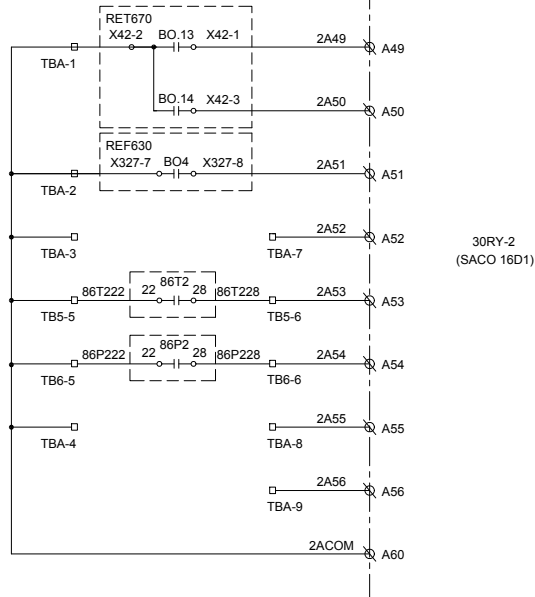 RET670
X42-2 BO.13 X42-1 2A49 A49
TBA-1
BO.14 X42-3 2A50 A50
REF630
X327-7 BO4 X327-8 2A51 A51
TBA-2
2A52 A52
TBA-3 TBA-7
30RY-2
(SACO 16D1)
86T2
86T222 22 28 86T228 2A53 A53
TB5-5 TB5-6
86P2
86P222 22 28 86P228 2A54 A54
TB6-5 TB6-6
2A55 A55
TBA-4 TBA-8
2A56 A56
TBA-9
2ACOM A60